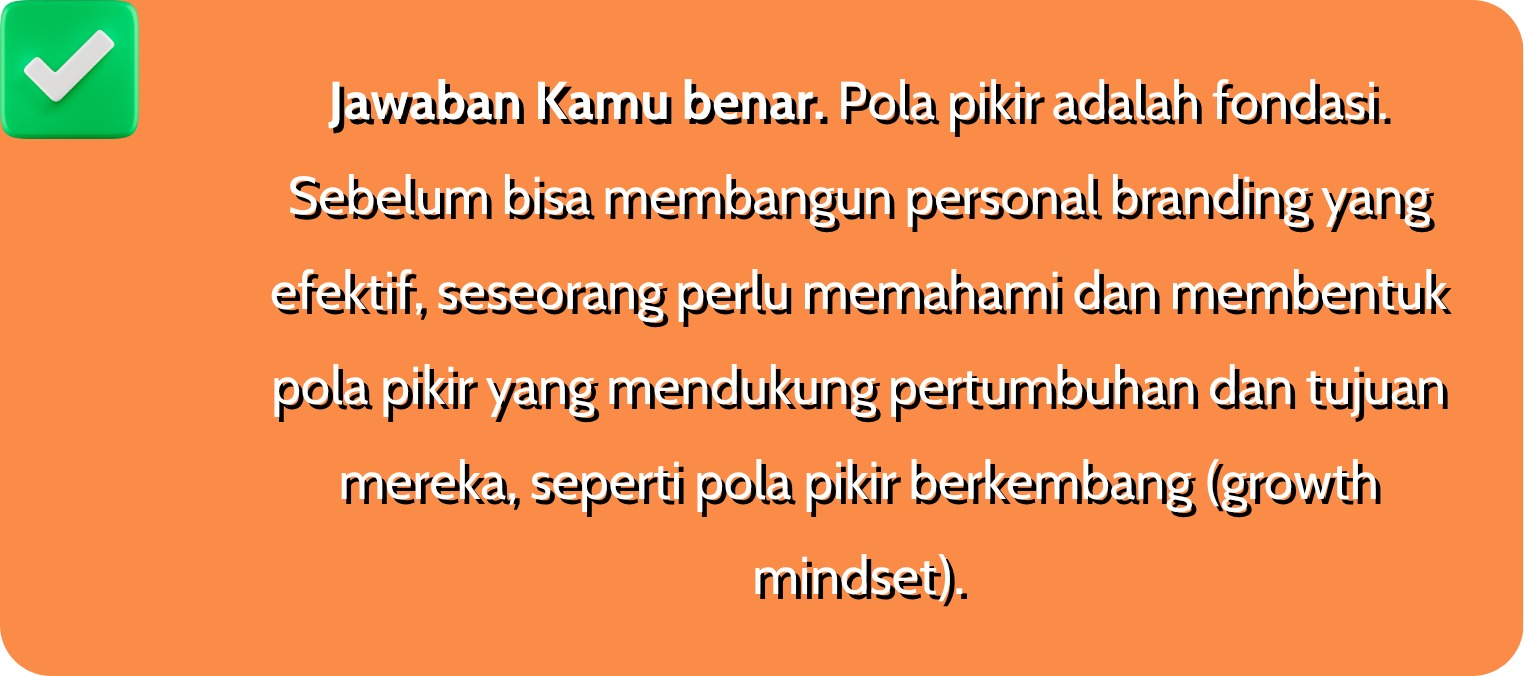 Jawaban Kamu benar. Pola pikir adalah fondasi.
Sebelum bisa membangun personal branding yang
efektif, seseorang perlu memahami dan membentuk
pola pikir yang mendukung pertumbuhan dan tujuan
mereka, seperti pola pikir berkembang (growth
mindset).